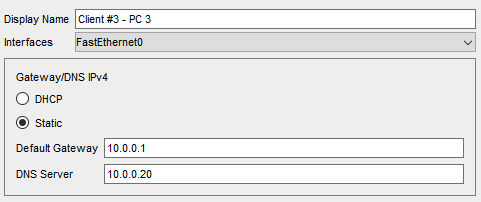 Display Name Client #3 - PC 3
Interfaces FastEthernet0
Gateway/DNS IPv4
DHCP
Static
Default Gateway 10.0.0.1
DNS Server 10.0.0.20